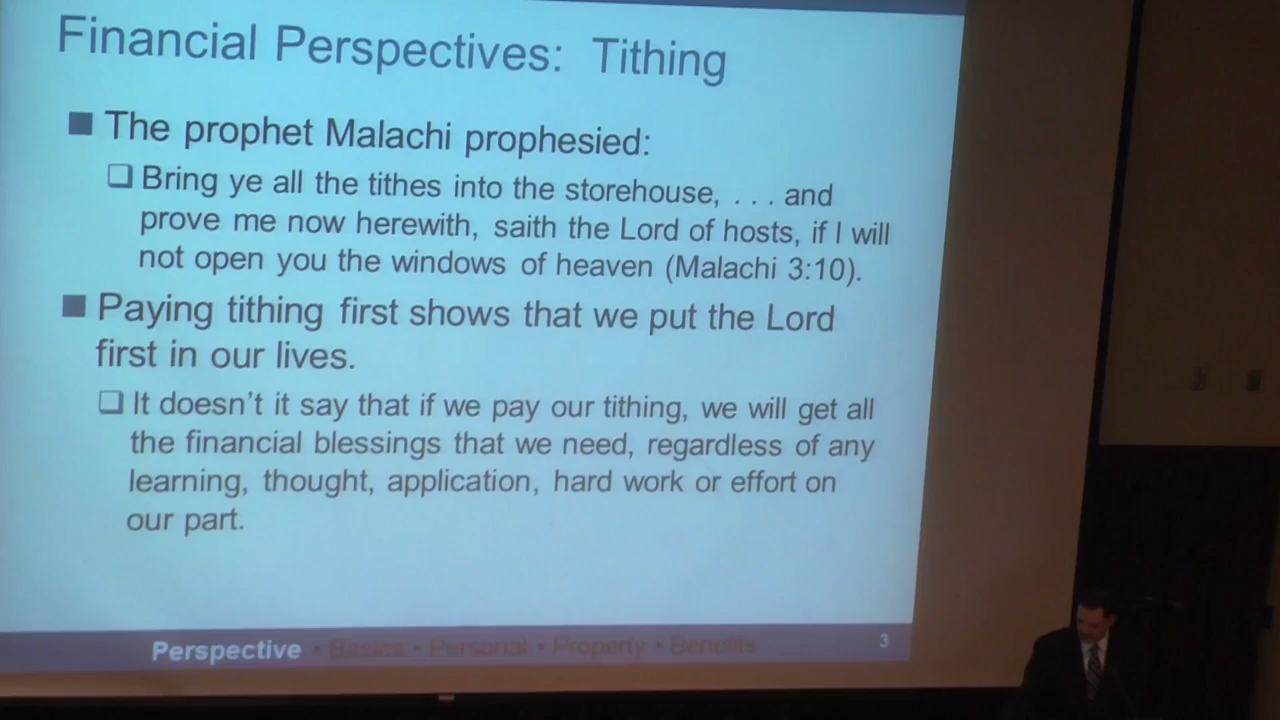 Financial Perspectives: Tithing
The prophet Malachi prophesied:
Bring ye all the tithes into the storehouse, . . . and
prove me now herewith, saith the Lord of hosts, if I will
not open you the windows of heaven (Malachi 3:10).
Paying tithing first shows that we put the Lord
first in our lives.
It doesn't it say that if we pay our tithing, we will get all
the financial blessings that we need, regardless of any
learning, thought, application, hard work or effort on
our part.
Perspective • Basics • Personal • Property • Benefits
3